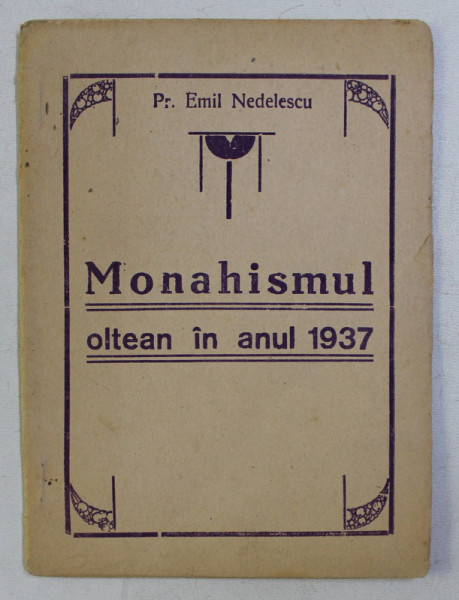 Pr. Emil Nedelescu
Monahismul
oltean în anul 1937